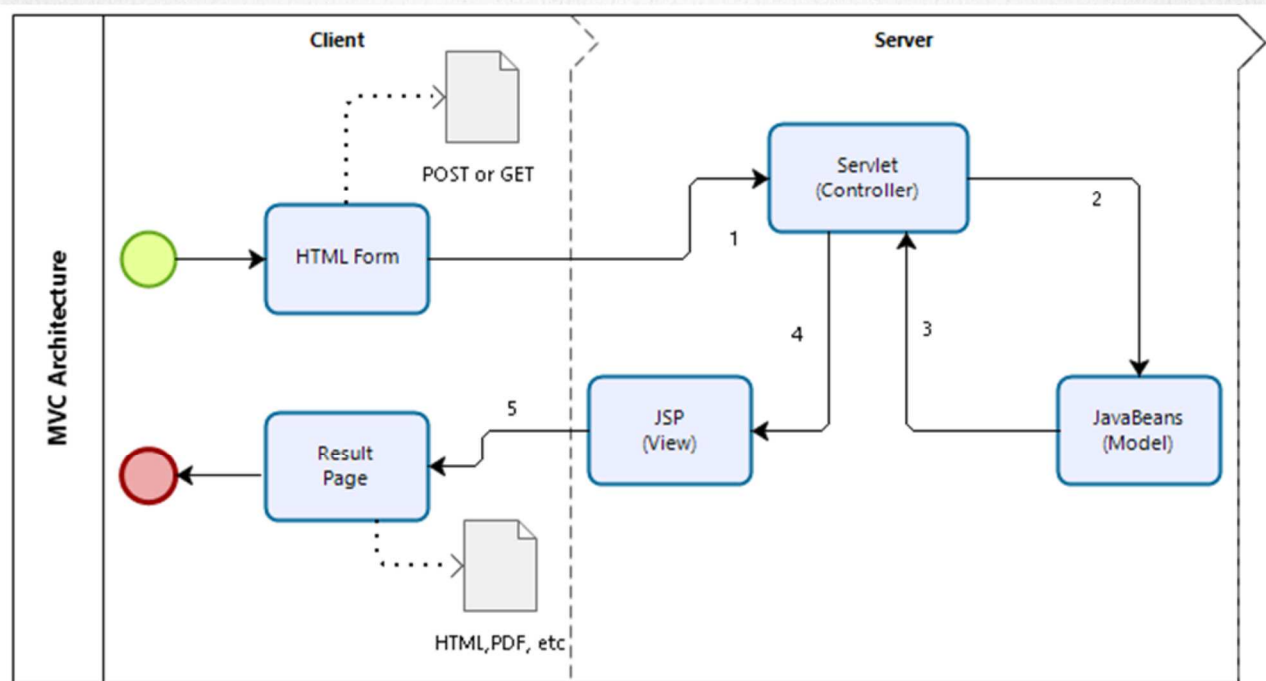 MVC Architecture
Client
Server
POST or GET
HTML Form
1
Servlet
(Controller)
2
4
3
JSP
(View)
JavaBeans
(Model)
5
Result
Page
HTML,PDF, etc